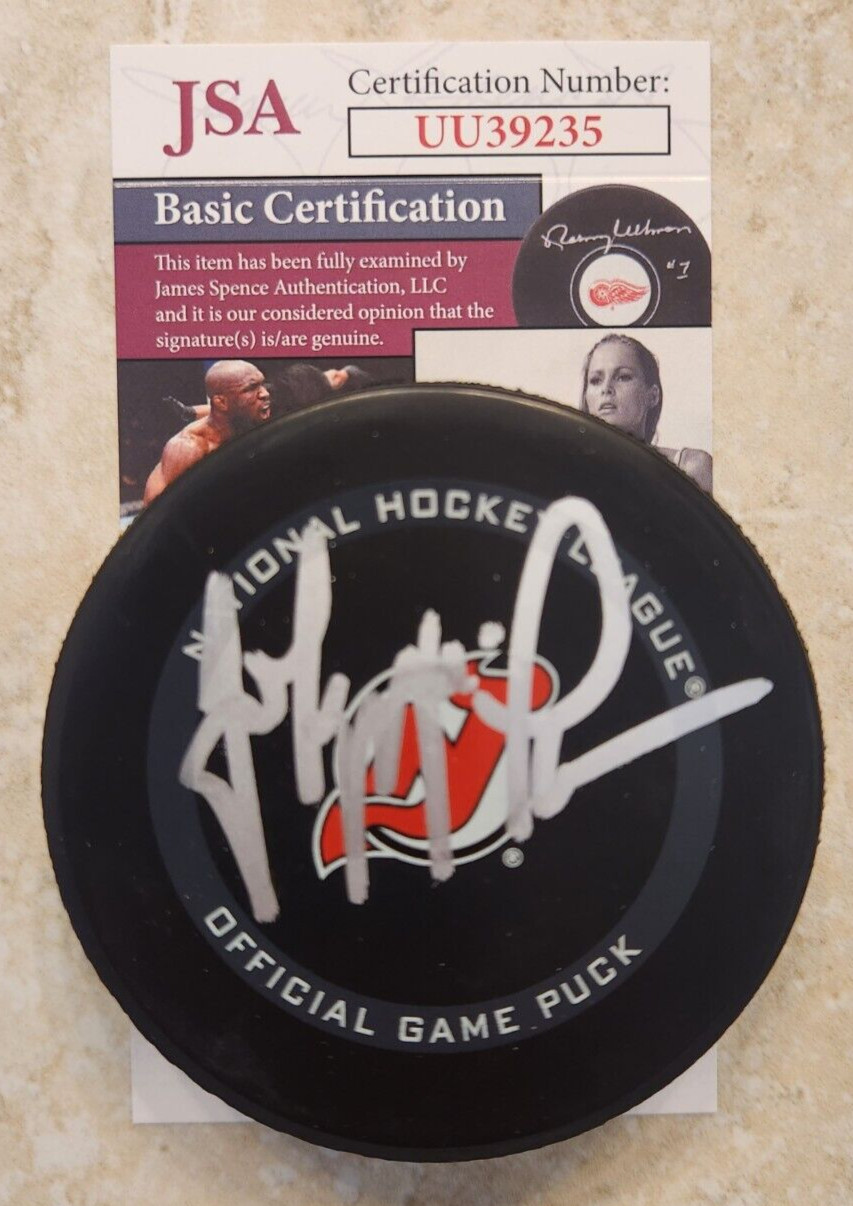 JSA
Certification Number:
UU39235
Basic Certification
This item has been fully examined by
James Spence Authentication, LLC
and it is our considered opinion that the
signature(s) is/are genuine.
#7
NATIONAL HOCKEY LEAGUE®
®
OFFICIAL GAME PUCK